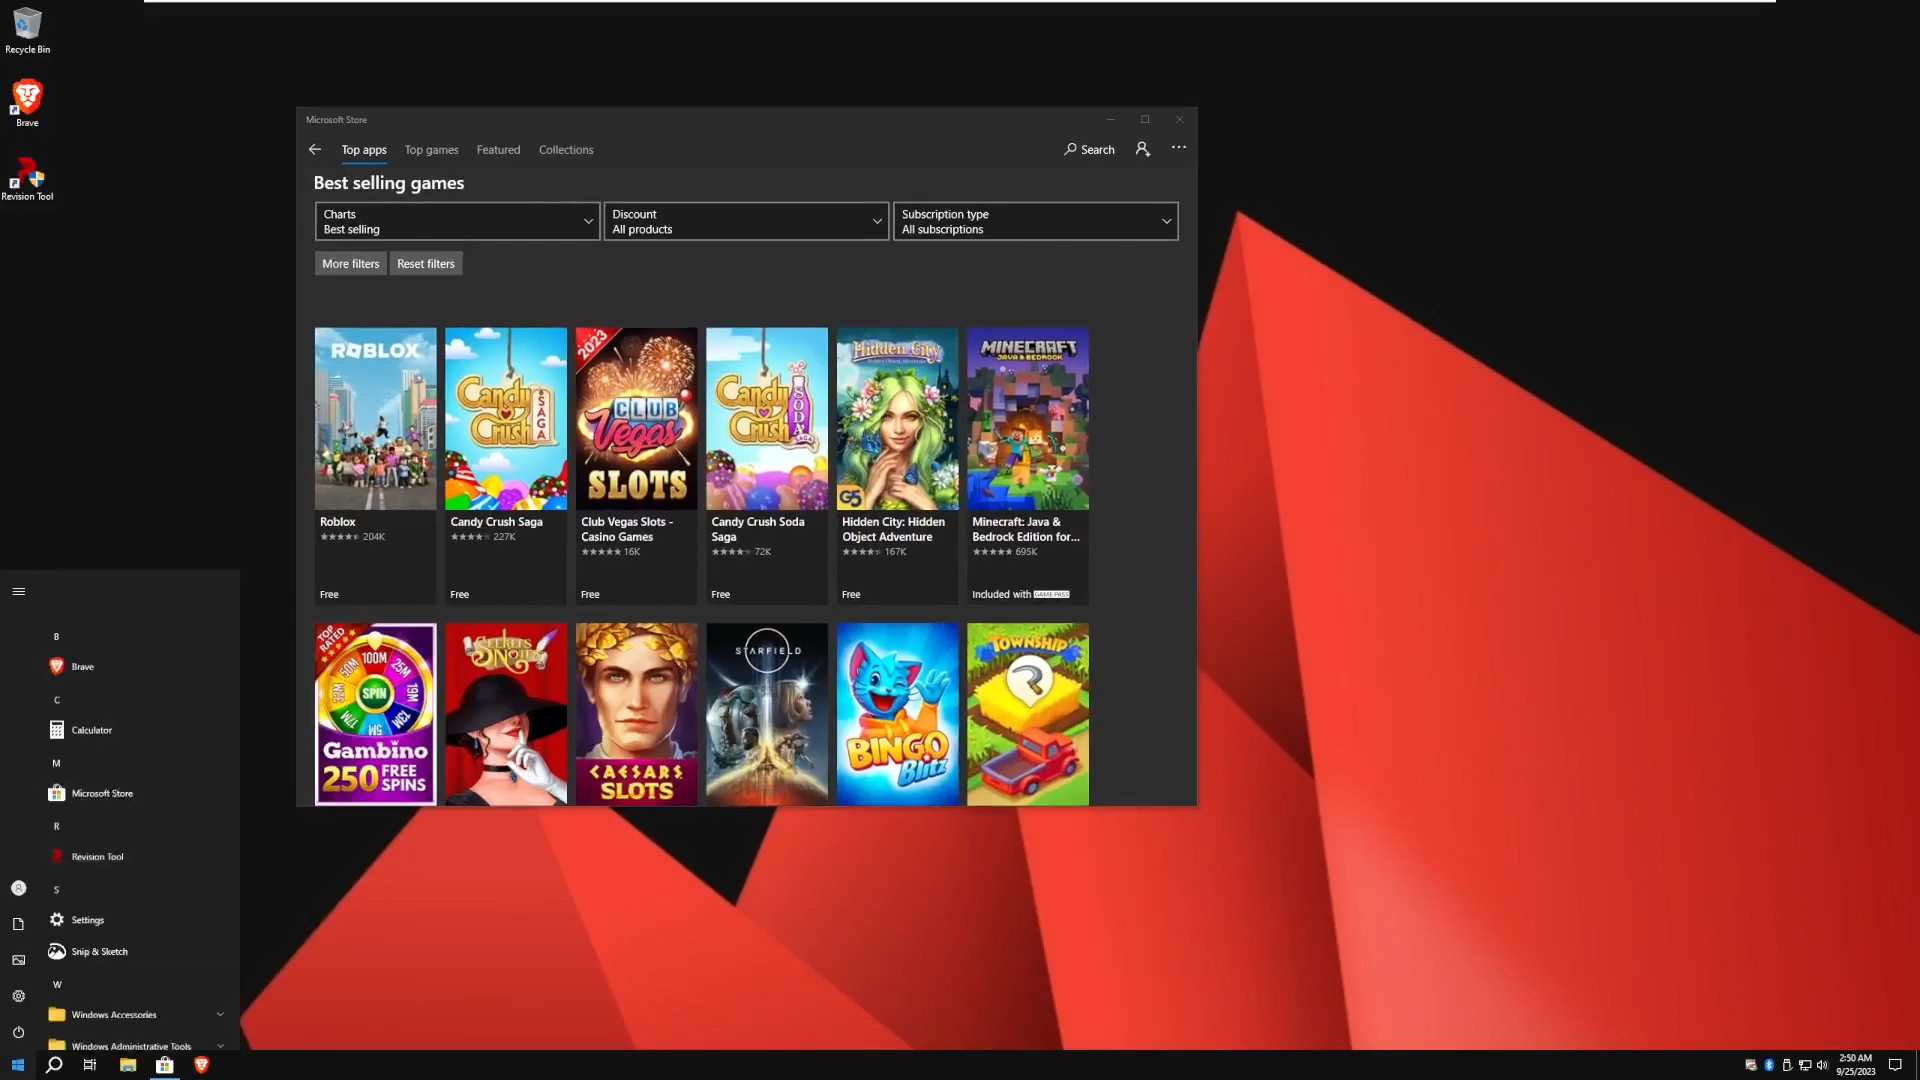 Recycle Bin
Brave
Revision Tool
Microsoft Store
Top apps
Top games
Featured
Collections
Search
Best selling games
Charts
Best selling
Discount
All products
Subscription type
All subscriptions
More filters
Reset filters
ROBLOX
Candy Crush SAGA
2023
CLUB Vegas SLOTS
Candy Crush SODA SAGA
Hidden City
G5
MINECRAFT
JAVA & BEDROCK
Roblox
204K
Free
Candy Crush Saga
227K
Free
Club Vegas Slots -
Casino Games
16K
Free
Candy Crush Soda
Saga
72K
Free
Hidden City: Hidden
Object Adventure
167K
Free
Minecraft: Java &
Bedrock Edition for...
695K
Included with GAME PASS
TOP RATED
50M
100M
25M
SPIN
Gambino
250 FREE SPINS
CAESARS
SLOTS
STARFIELD
BINGO
Blitz
TOWNSHIP
B
Brave
C
Calculator
M
Microsoft Store
R
Revision Tool
S
Settings
Snip & Sketch
W
Windows Accessories
Windows Administrative Tools
2:50 AM
9/25/2023